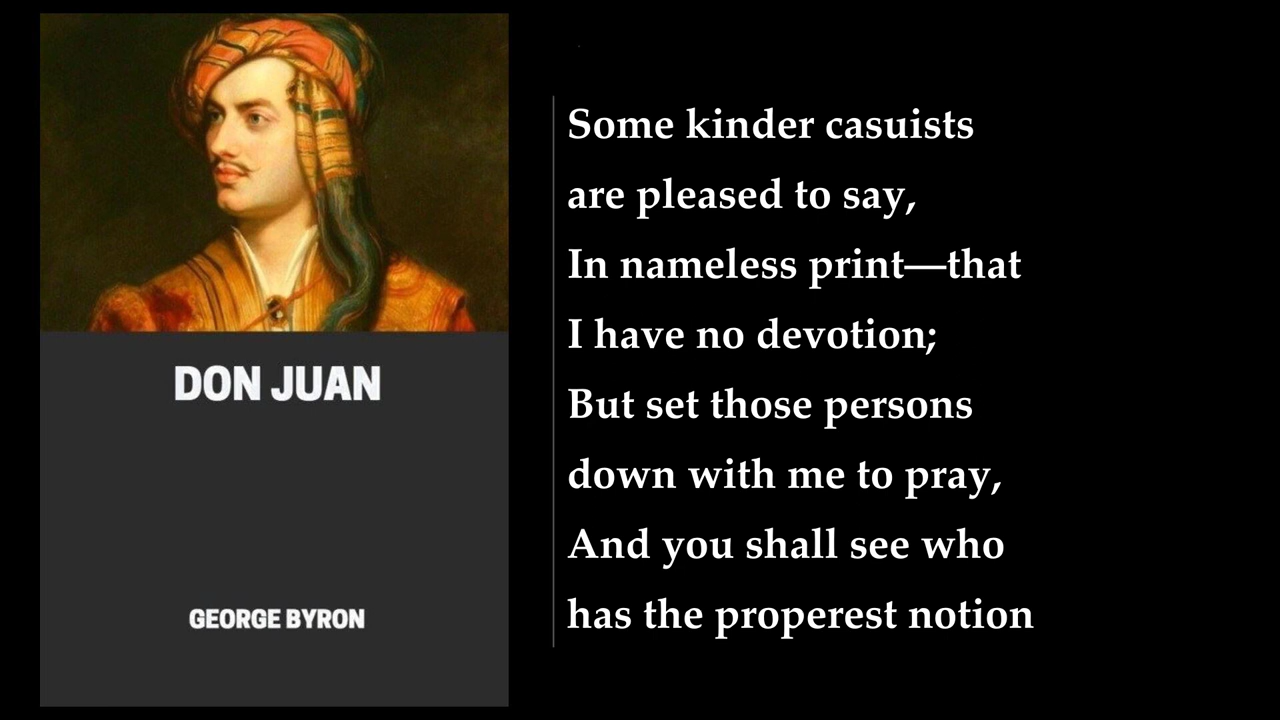 DON JUAN
GEORGE BYRON
Some kinder casuists
are pleased to say,
In nameless print—that
I have no devotion;
But set those persons
down with me to pray,
And you shall see who
has the properest notion